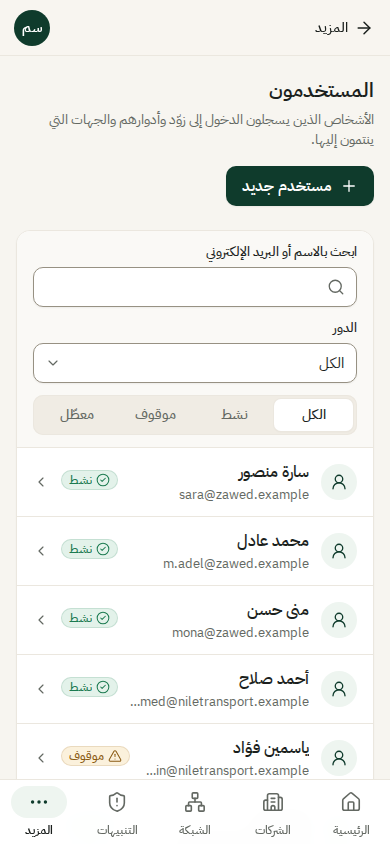 المزيد
سم
المستخدمون
الأشخاص الذين يسجلون الدخول إلى زوّد وأدوارهم والجهات التي
ينتمون إليها.
مستخدم جديد
ابحث بالاسم أو البريد الإلكتروني
الدور
الكل
الكل
نشط
موقوف
معطّل
سارة منصور
نشط
sara@zawed.example
محمد عادل
نشط
m.adel@zawed.example
منى حسن
نشط
mona@zawed.example
أحمد صلاح
نشط
...med@niletransport.example
ياسمين فؤاد
موقوف
...in@niletransport.example
الرئيسية
الشركات
الشبكة
التنبيهات
المزيد